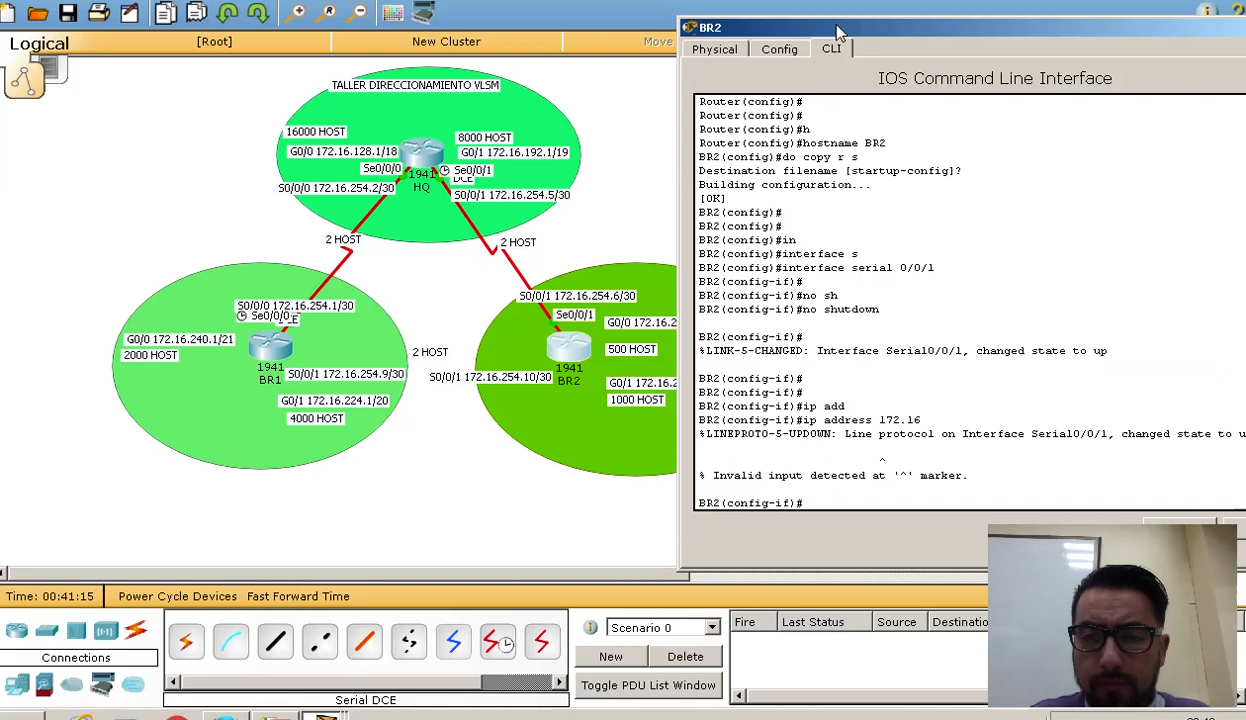 BR2
Logical
[Root]
New Cluster
Move
Physical
Config
CLI
IOS Command Line Interface
TALLER DIRECCIONAMIENTO VLSM
16000 HOST
8000 HOST
G0/0 172.16.128.1/18
G0/1 172.16.192.1/19
Se0/0/0
Se0/0/1
DCE
1941
HQ
S0/0/0 172.16.254.2/30
S0/0/1 172.16.254.5/30
2 HOST
2 HOST
S0/0/0 172.16.254.1/30
Se0/0/0
S0/0/1 172.16.254.6/30
Se0/0/1
G0/0 172.16.240.1/21
2000 HOST
G0/0 172.16.2
2 HOST
500 HOST
1941
BR1
S0/0/1 172.16.254.9/30
1941
BR2
S0/0/1 172.16.254.10/30
G0/1 172.16.2
1000 HOST
G0/1 172.16.224.1/20
4000 HOST
Router(config)#
Router(config)#
Router(config)#h
Router(config)#hostname BR2
BR2(config)#do copy r s
Destination filename [startup-config]?
Building configuration...
[OK]
BR2(config)#
BR2(config)#
BR2(config)#in
BR2(config)#interface s
BR2(config)#interface serial 0/0/1
BR2(config-if)#
BR2(config-if)#no sh
BR2(config-if)#no shutdown
BR2(config-if)#
%LINK-5-CHANGED: Interface Serial0/0/1, changed state to up
BR2(config-if)#
BR2(config-if)#
BR2(config-if)#ip add
BR2(config-if)#ip address 172.16
%LINEPROTO-5-UPDOWN: Line protocol on Interface Serial0/0/1, changed state to u
^
% Invalid input detected at '^' marker.
BR2(config-if)#
Time: 00:41:15
Power Cycle Devices
Fast Forward Time
Connections
Serial DCE
Scenario 0
New
Delete
Toggle PDU List Window
Fire
Last Status
Source
Destinatio